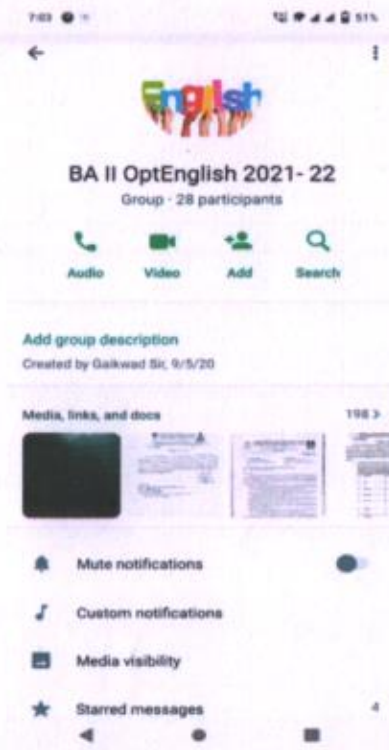 7:03 51%
English
BA II OptEnglish 2021- 22
Group · 28 participants
Audio Video Add Search
Add group description
Created by Gaikwad Sir, 9/5/20
Media, links, and docs 198 >
Mute notifications
Custom notifications
Media visibility
Starred messages 4